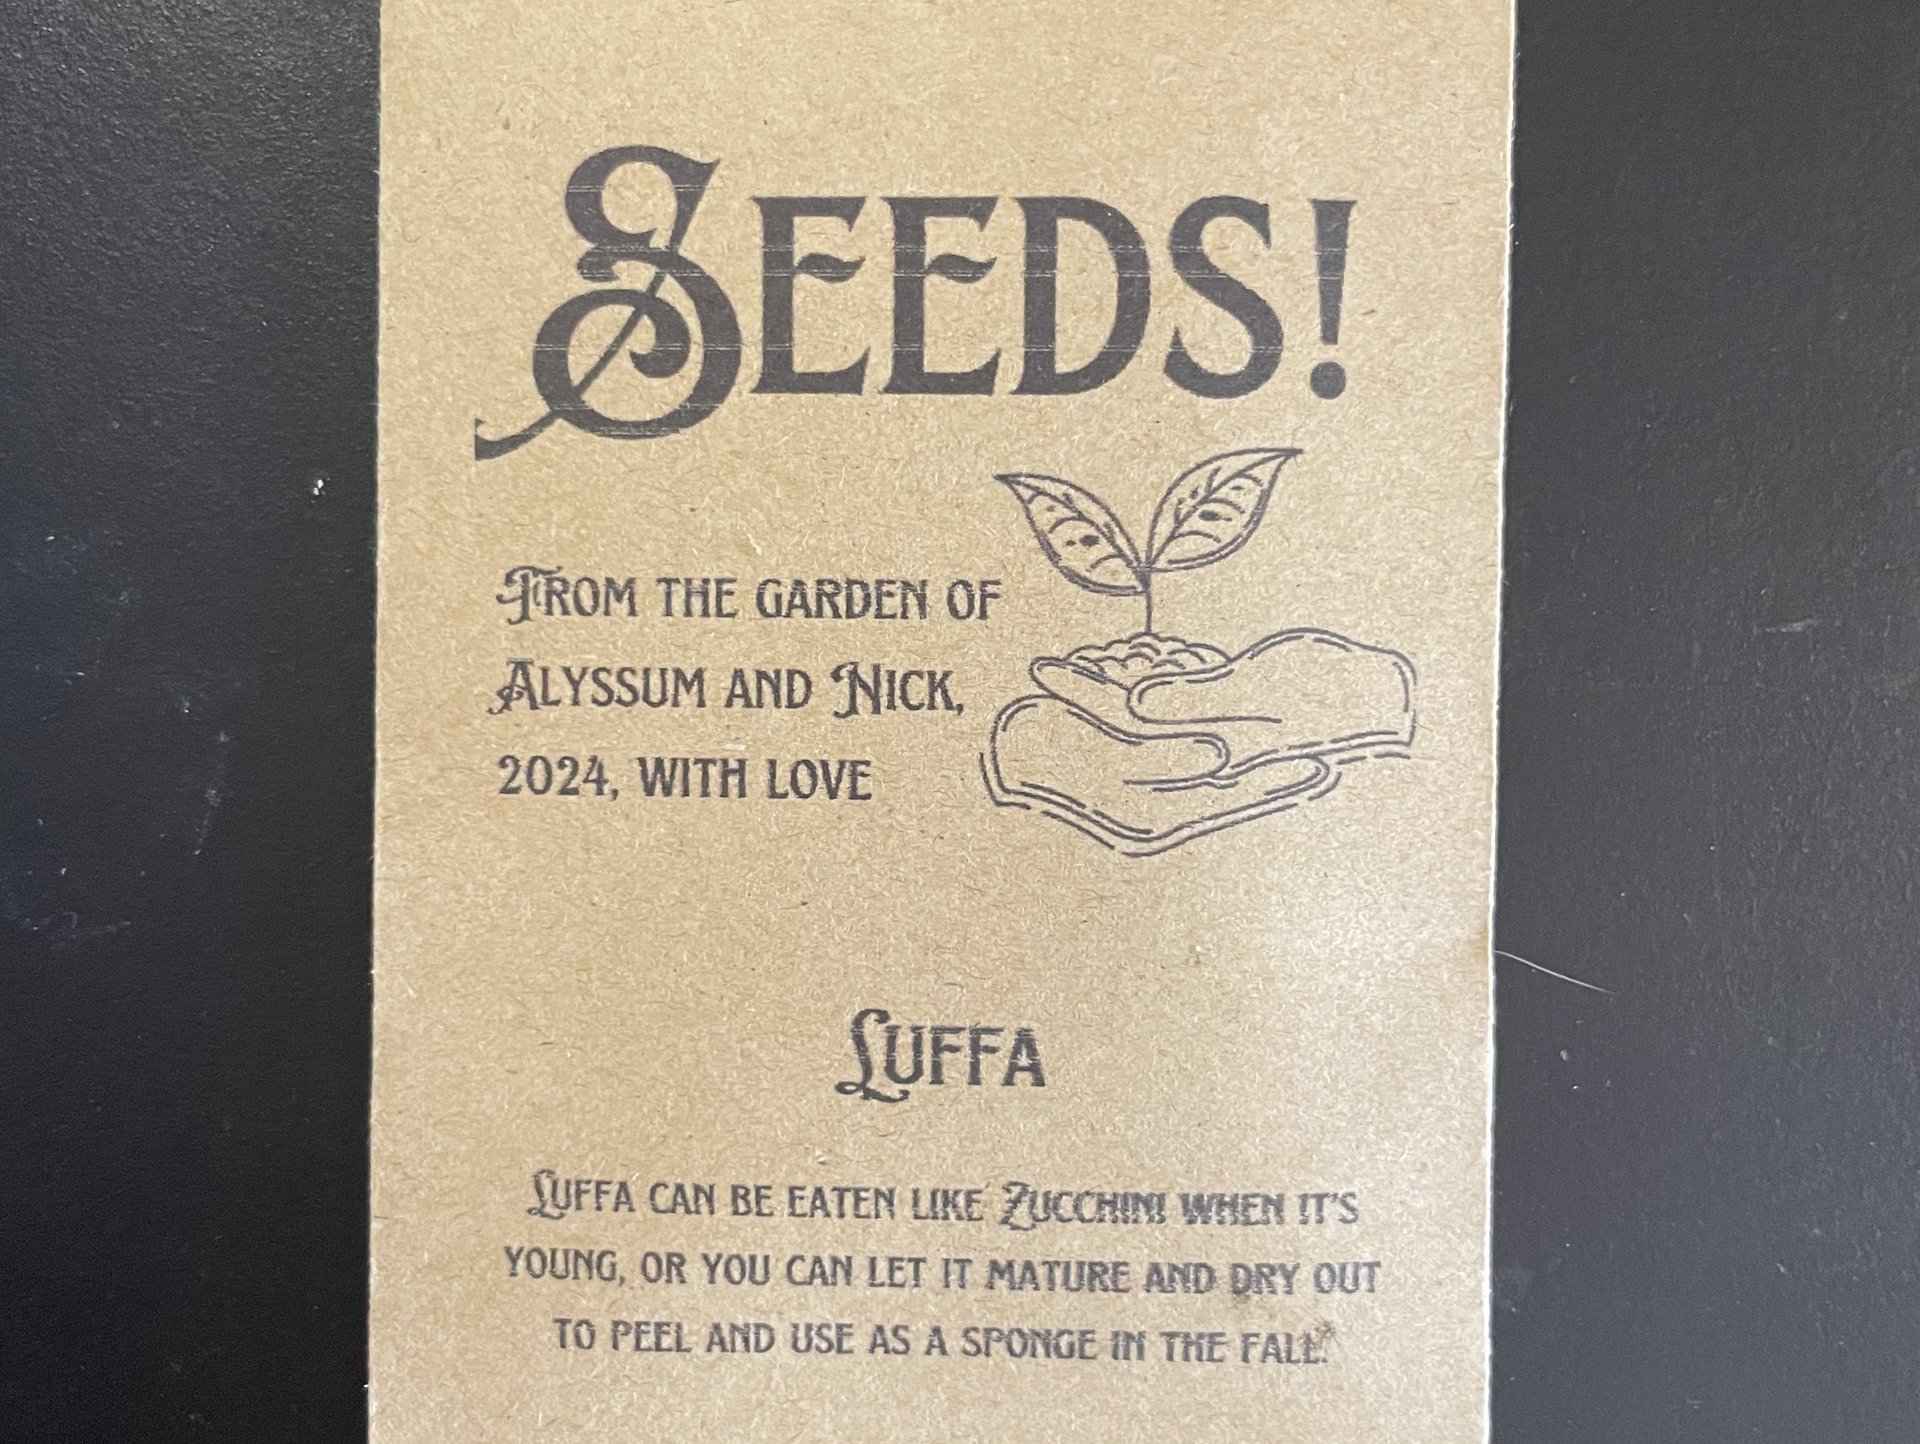 SEEDS!
FROM THE GARDEN OF
ALYSSUM AND NICK,
2024, WITH LOVE
LUFFA
LUFFA CAN BE EATEN LIKE ZUCCHINI WHEN IT'S
YOUNG, OR YOU CAN LET IT MATURE AND DRY OUT
TO PEEL AND USE AS A SPONGE IN THE FALL.